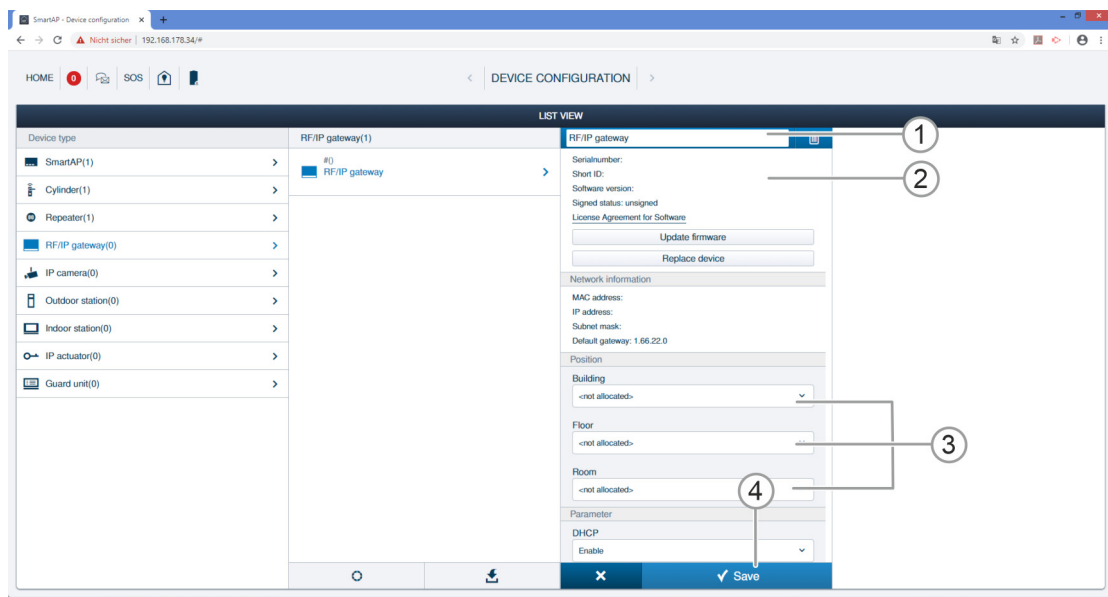 SmartAP - Device configuration
Nicht sicher | 192.168.178.34/#
HOME 0 SOS
DEVICE CONFIGURATION
LIST VIEW
Device type
SmartAP(1)
Cylinder(1)
Repeater(1)
RF/IP gateway(0)
IP camera(0)
Outdoor station(0)
Indoor station(0)
IP actuator(0)
Guard unit(0)
RF/IP gateway(1)
#()
RF/IP gateway
RF/IP gateway
1
Serialnumber:
Short ID:
2
Software version:
Signed status: unsigned
License Agreement for Software
Update firmware
Replace device
Network information
MAC address:
IP address:
Subnet mask:
Default gateway: 1.66.22.0
Position
Building
<not allocated>
Floor
<not allocated>
3
Room
<not allocated>
4
Parameter
DHCP
Enable
Save